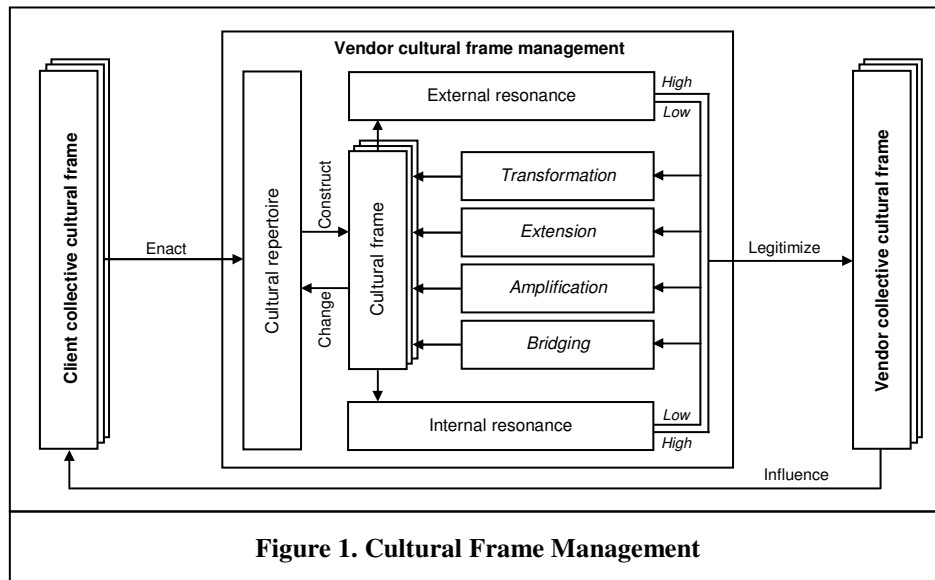 Vendor cultural frame management
Client collective cultural frame
Enact
Cultural repertoire
Construct
Change
Cultural frame
External resonance
High
Low
Transformation
Extension
Amplification
Bridging
Internal resonance
Low
High
Legitimize
Vendor collective cultural frame
Influence
Figure 1. Cultural Frame Management